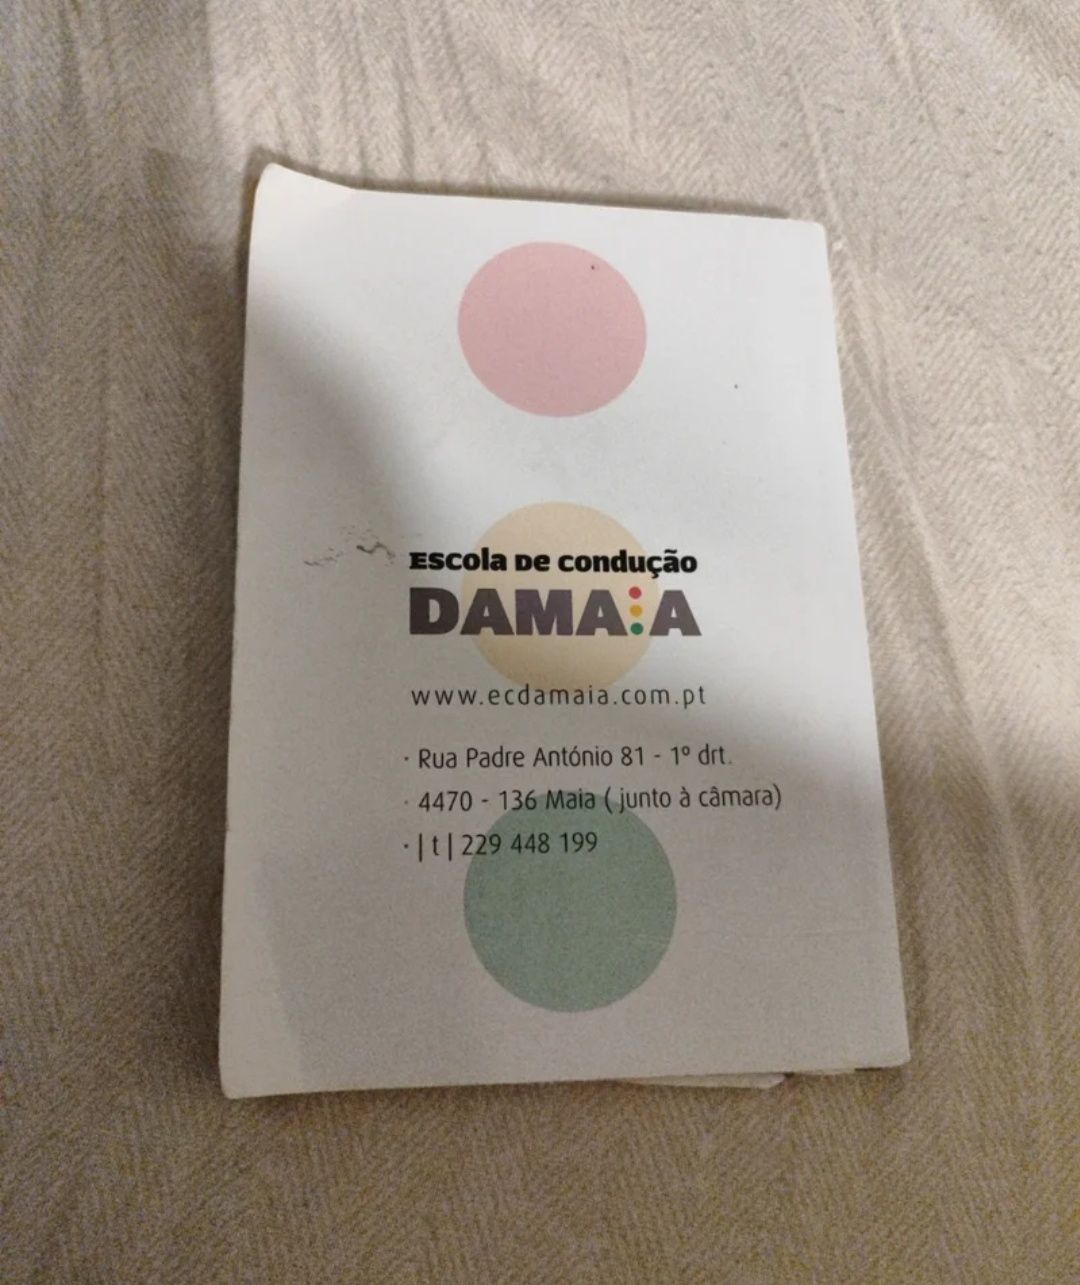 Escola de condução
DAMAIA
www.ecdamaia.com.pt
· Rua Padre António 81 - 1º drt.
· 4470 - 136 Maia ( junto à câmara)
· | t | 229 448 199